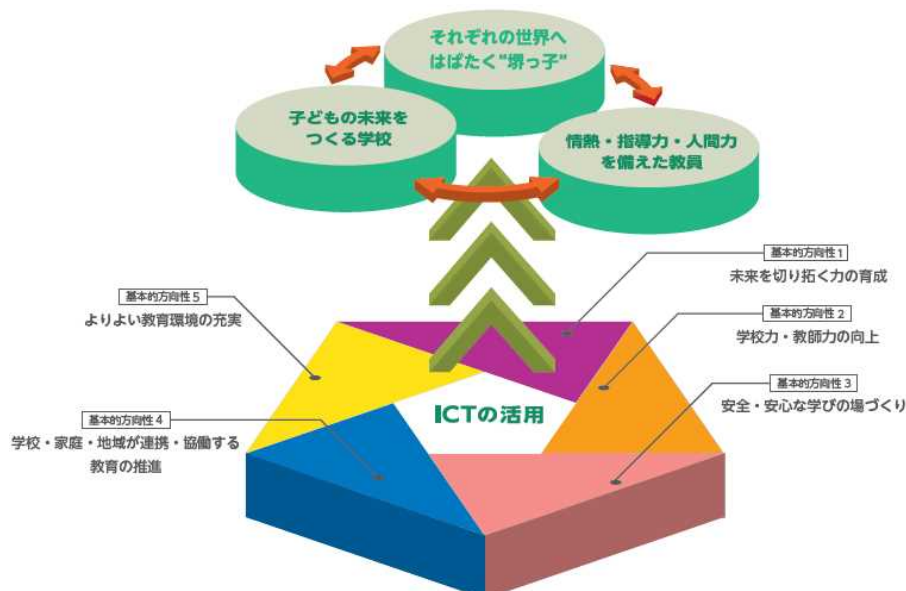 それぞれの世界へ
はばたく"堺っ子"
子どもの未来を
つくる学校
情熱・指導力・人間力
を備えた教員
基本的方向性1
未来を切り拓く力の育成
基本的方向性2
学校力・教師力の向上
基本的方向性3
安全・安心な学びの場づくり
基本的方向性5
よりよい教育環境の充実
基本的方向性4
学校・家庭・地域が連携・協働する
教育の推進
ICTの活用